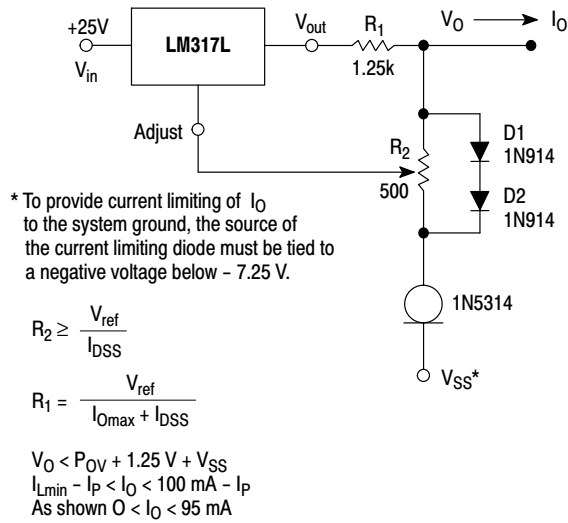 +25V
V_in
LM317L
V_out
R_1
1.25k
V_O
I_O
Adjust
R_2
500
D1
1N914
D2
1N914
* To provide current limiting of I_O
to the system ground, the source of
the current limiting diode must be tied to
a negative voltage below – 7.25 V.
1N5314
V_SS*
R_2 ≥ V_ref / I_DSS
R_1 = V_ref / (I_Omax + I_DSS)
V_O < P_OV + 1.25 V + V_SS
I_Lmin – I_P < I_O < 100 mA – I_P
As shown O < I_O < 95 mA